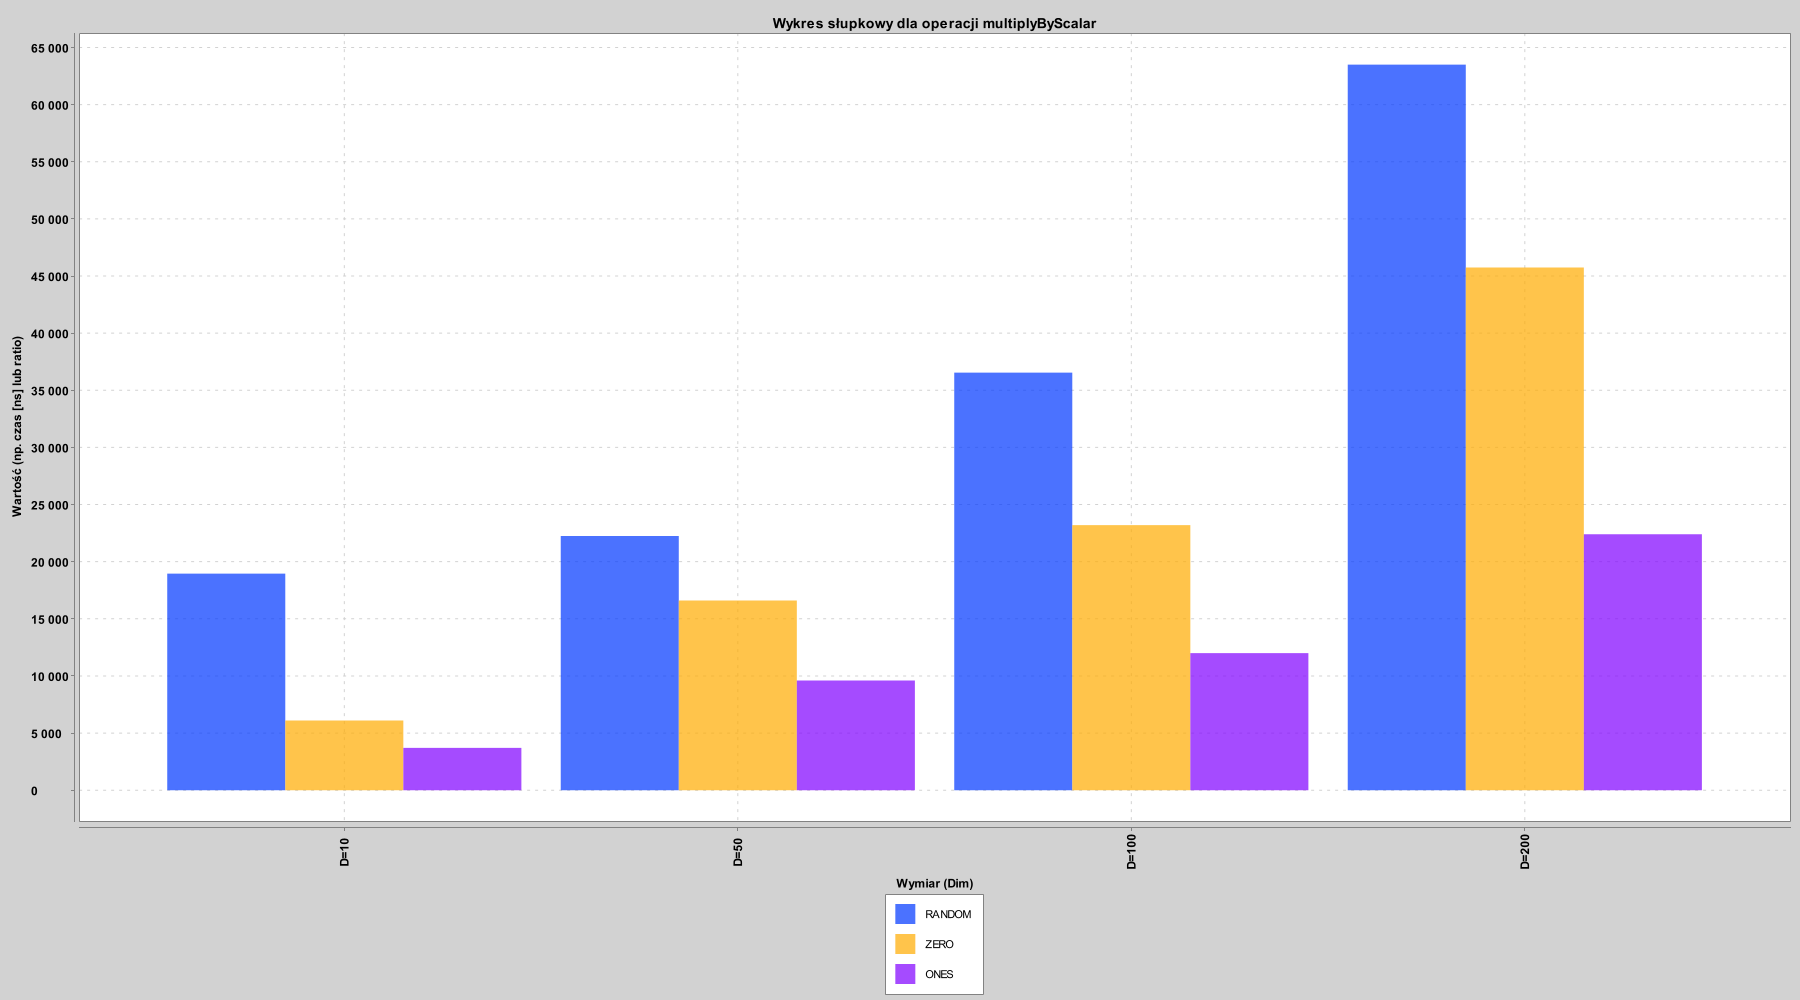 Wykres słupkowy dla operacji multiplyByScalar
65 000
60 000
55 000
50 000
45 000
40 000
35 000
30 000
25 000
20 000
15 000
10 000
5 000
0
Wartość (np. czas [ns] lub ratio)
D=10
D=50
D=100
D=200
Wymiar (Dim)
RANDOM
ZERO
ONES